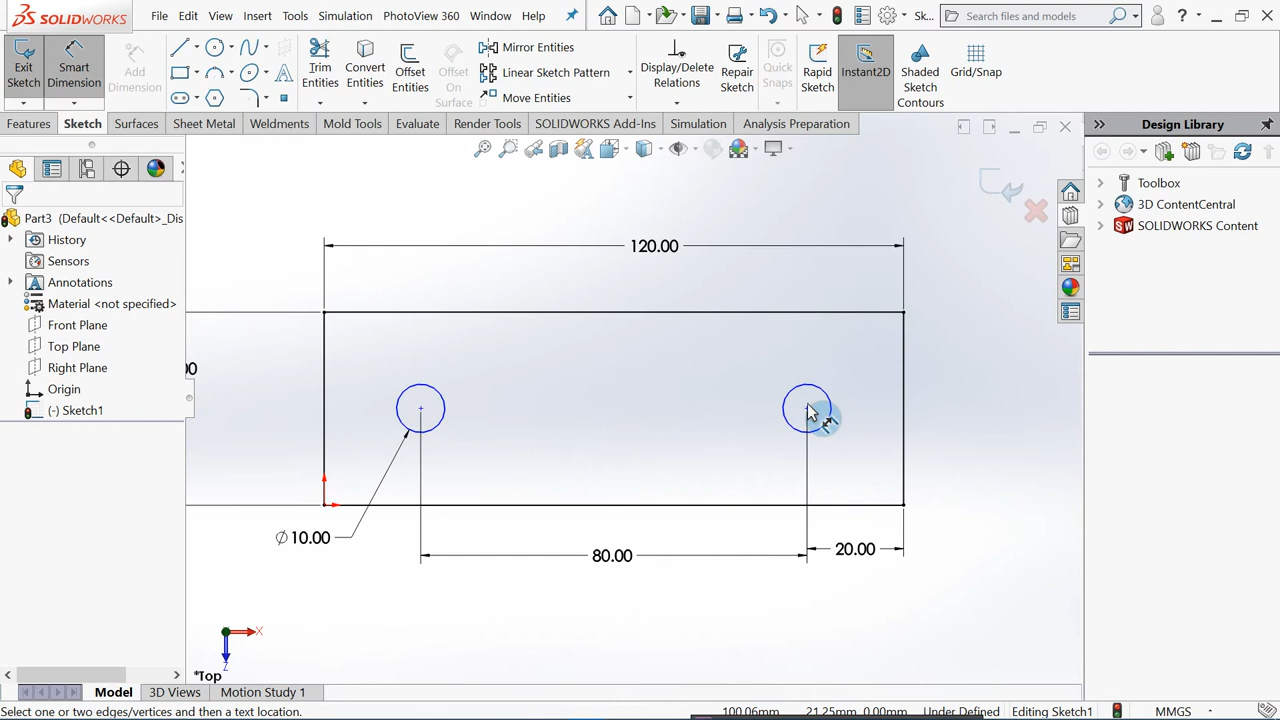 SOLIDWORKS
File Edit View Insert Tools Simulation PhotoView 360 Window Help
Sk...
Search files and models
Exit Sketch
Smart Dimension
Add Dimension
Trim Entities
Convert Entities
Offset Entities
Offset On Surface
Mirror Entities
Linear Sketch Pattern
Move Entities
Display/Delete Relations
Repair Sketch
Quick Snaps
Rapid Sketch
Instant2D
Shaded Sketch Contours
Grid/Snap
Features Sketch Surfaces Sheet Metal Weldments Mold Tools Evaluate Render Tools SOLIDWORKS Add-Ins Simulation Analysis Preparation
Design Library
Part3 (Default<<Default>_Dis
History
Sensors
Annotations
Material <not specified>
Front Plane
Top Plane
Right Plane
Origin
(-) Sketch1
Toolbox
3D ContentCentral
SOLIDWORKS Content
120.00
∅10.00
80.00
20.00
X
Z
*Top
Model 3D Views Motion Study 1
Select one or two edges/vertices and then a text location.
100.06mm 21.25mm 0.00mm Under Defined Editing Sketch1 MMGS